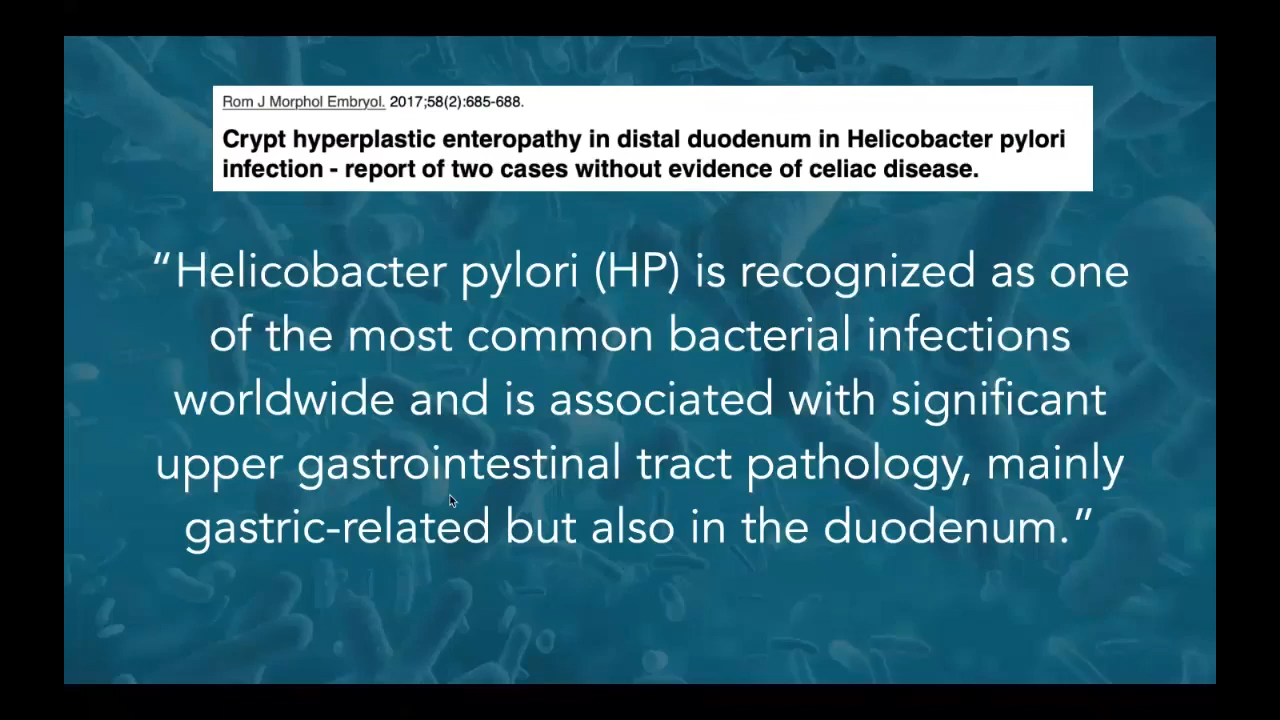 Rom J Morphol Embryol. 2017;58(2):685-688.
Crypt hyperplastic enteropathy in distal duodenum in Helicobacter pylori
infection - report of two cases without evidence of celiac disease.
“Helicobacter pylori (HP) is recognized as one
of the most common bacterial infections
worldwide and is associated with significant
upper gastrointestinal tract pathology, mainly
gastric-related but also in the duodenum.”